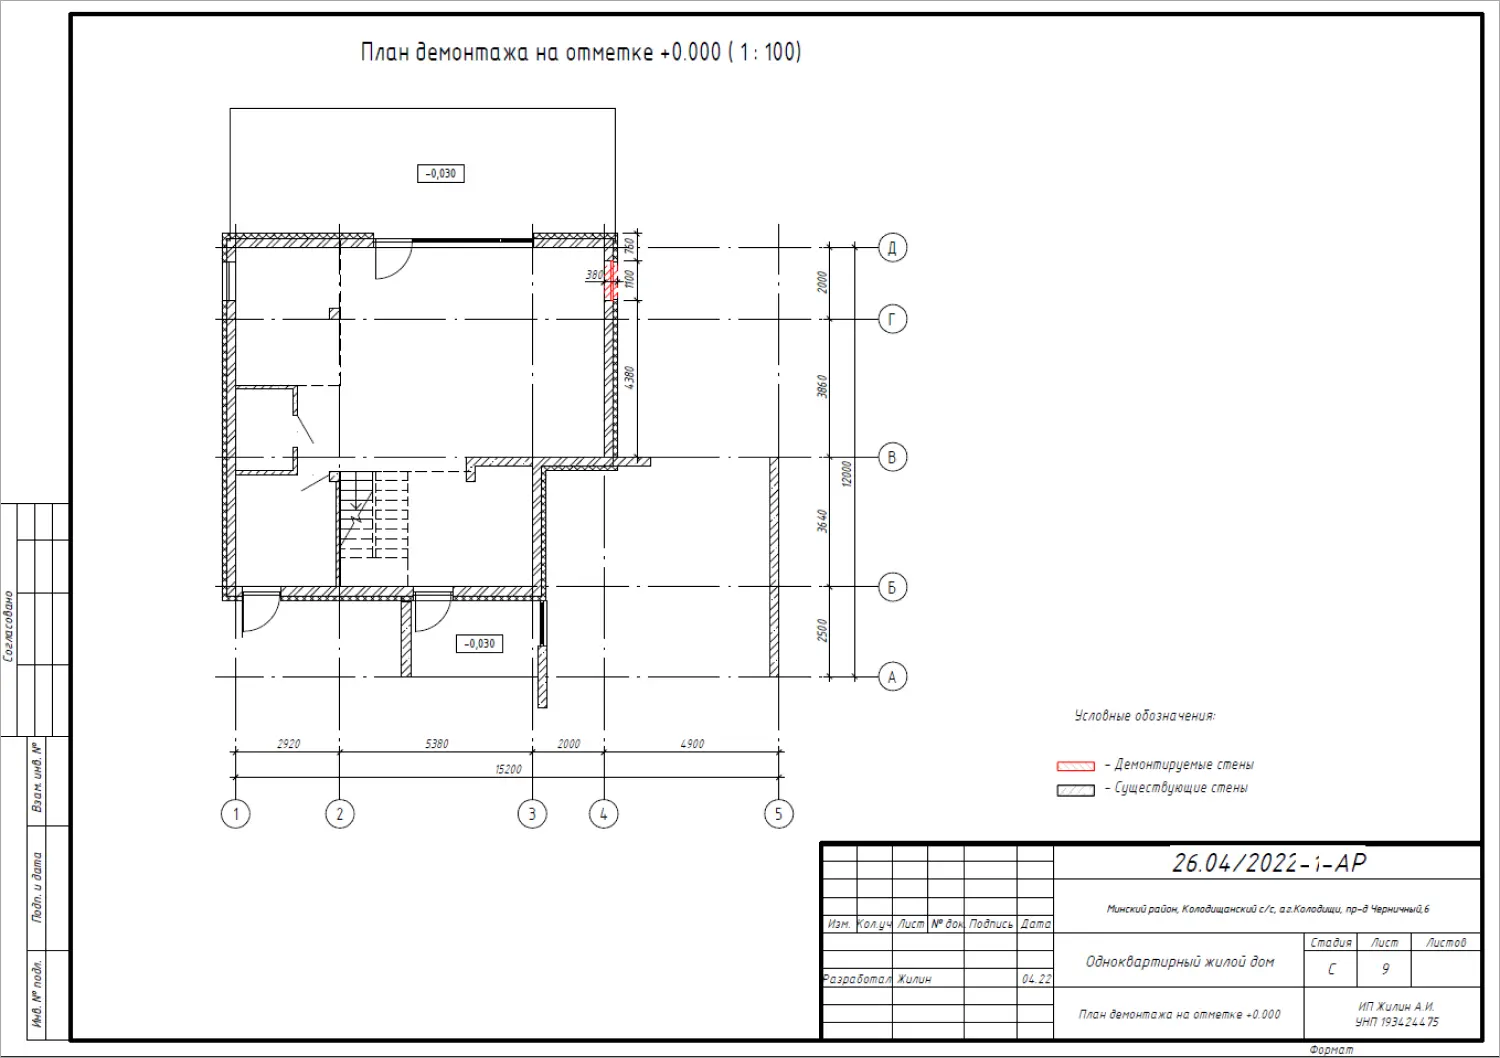 План демонтажа на отметке +0.000 ( 1 : 100)
-0,030
760
380
1100
4380
2000
3860
3640
2500
12000
Д
Г
В
Б
А
-0,030
2920
5380
2000
4900
15200
1
2
3
4
5
Условные обозначения:
- Демонтируемые стены
- Существующие стены
Согласовано
Взам. инв. №
Подп. и дата
Инв. № подл.
26.04/2022-1-АР
Минский район, Колодищанский с/с, а.г.Колодищи, пр-д Черничный,6
Изм. Кол.уч Лист № док. Подпись Дата
Одноквартирный жилой дом
Стадия Лист Листов
С 9
Разработал Жилин 04.22
План демонтажа на отметке +0.000
ИП Жилин А.И.
УНП 193424475
Формат